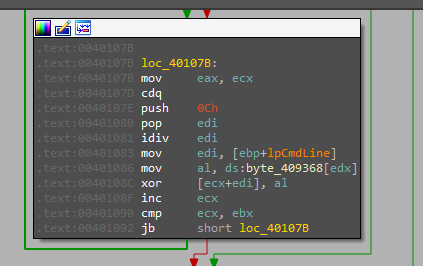 .text:0040107B
.text:0040107B loc_40107B:
.text:0040107B mov eax, ecx
.text:0040107D cdq
.text:0040107E push 0Ch
.text:00401080 pop edi
.text:00401081 idiv edi
.text:00401083 mov edi, [ebp+lpCmdLine]
.text:00401086 mov al, ds:byte_409368[edx]
.text:0040108C xor [ecx+edi], al
.text:0040108F inc ecx
.text:00401090 cmp ecx, ebx
.text:00401092 jb short loc_40107B